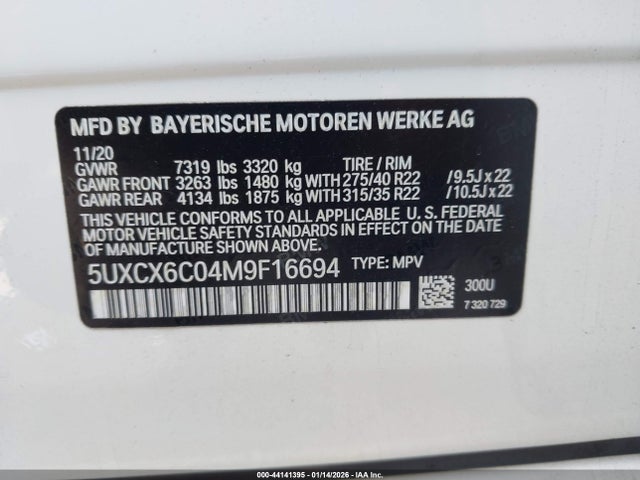 MFD BY BAYERISCHE MOTOREN WERKE AG
11/20
GVWR 7319 lbs 3320 kg TIRE / RIM
GAWR FRONT 3263 lbs 1480 kg WITH 275/40 R22 /9.5J x 22
GAWR REAR 4134 lbs 1875 kg WITH 315/35 R22 /10.5J x 22
THIS VEHICLE CONFORMS TO ALL APPLICABLE U. S. FEDERAL
MOTOR VEHICLE SAFETY STANDARDS IN EFFECT ON THE
DATE OF MANUFACTURE SHOWN ABOVE.
5UXCX6C04M9F16694 TYPE: MPV
300U
7 320 729
000-44141395 - 01/14/2026 - IAA Inc.